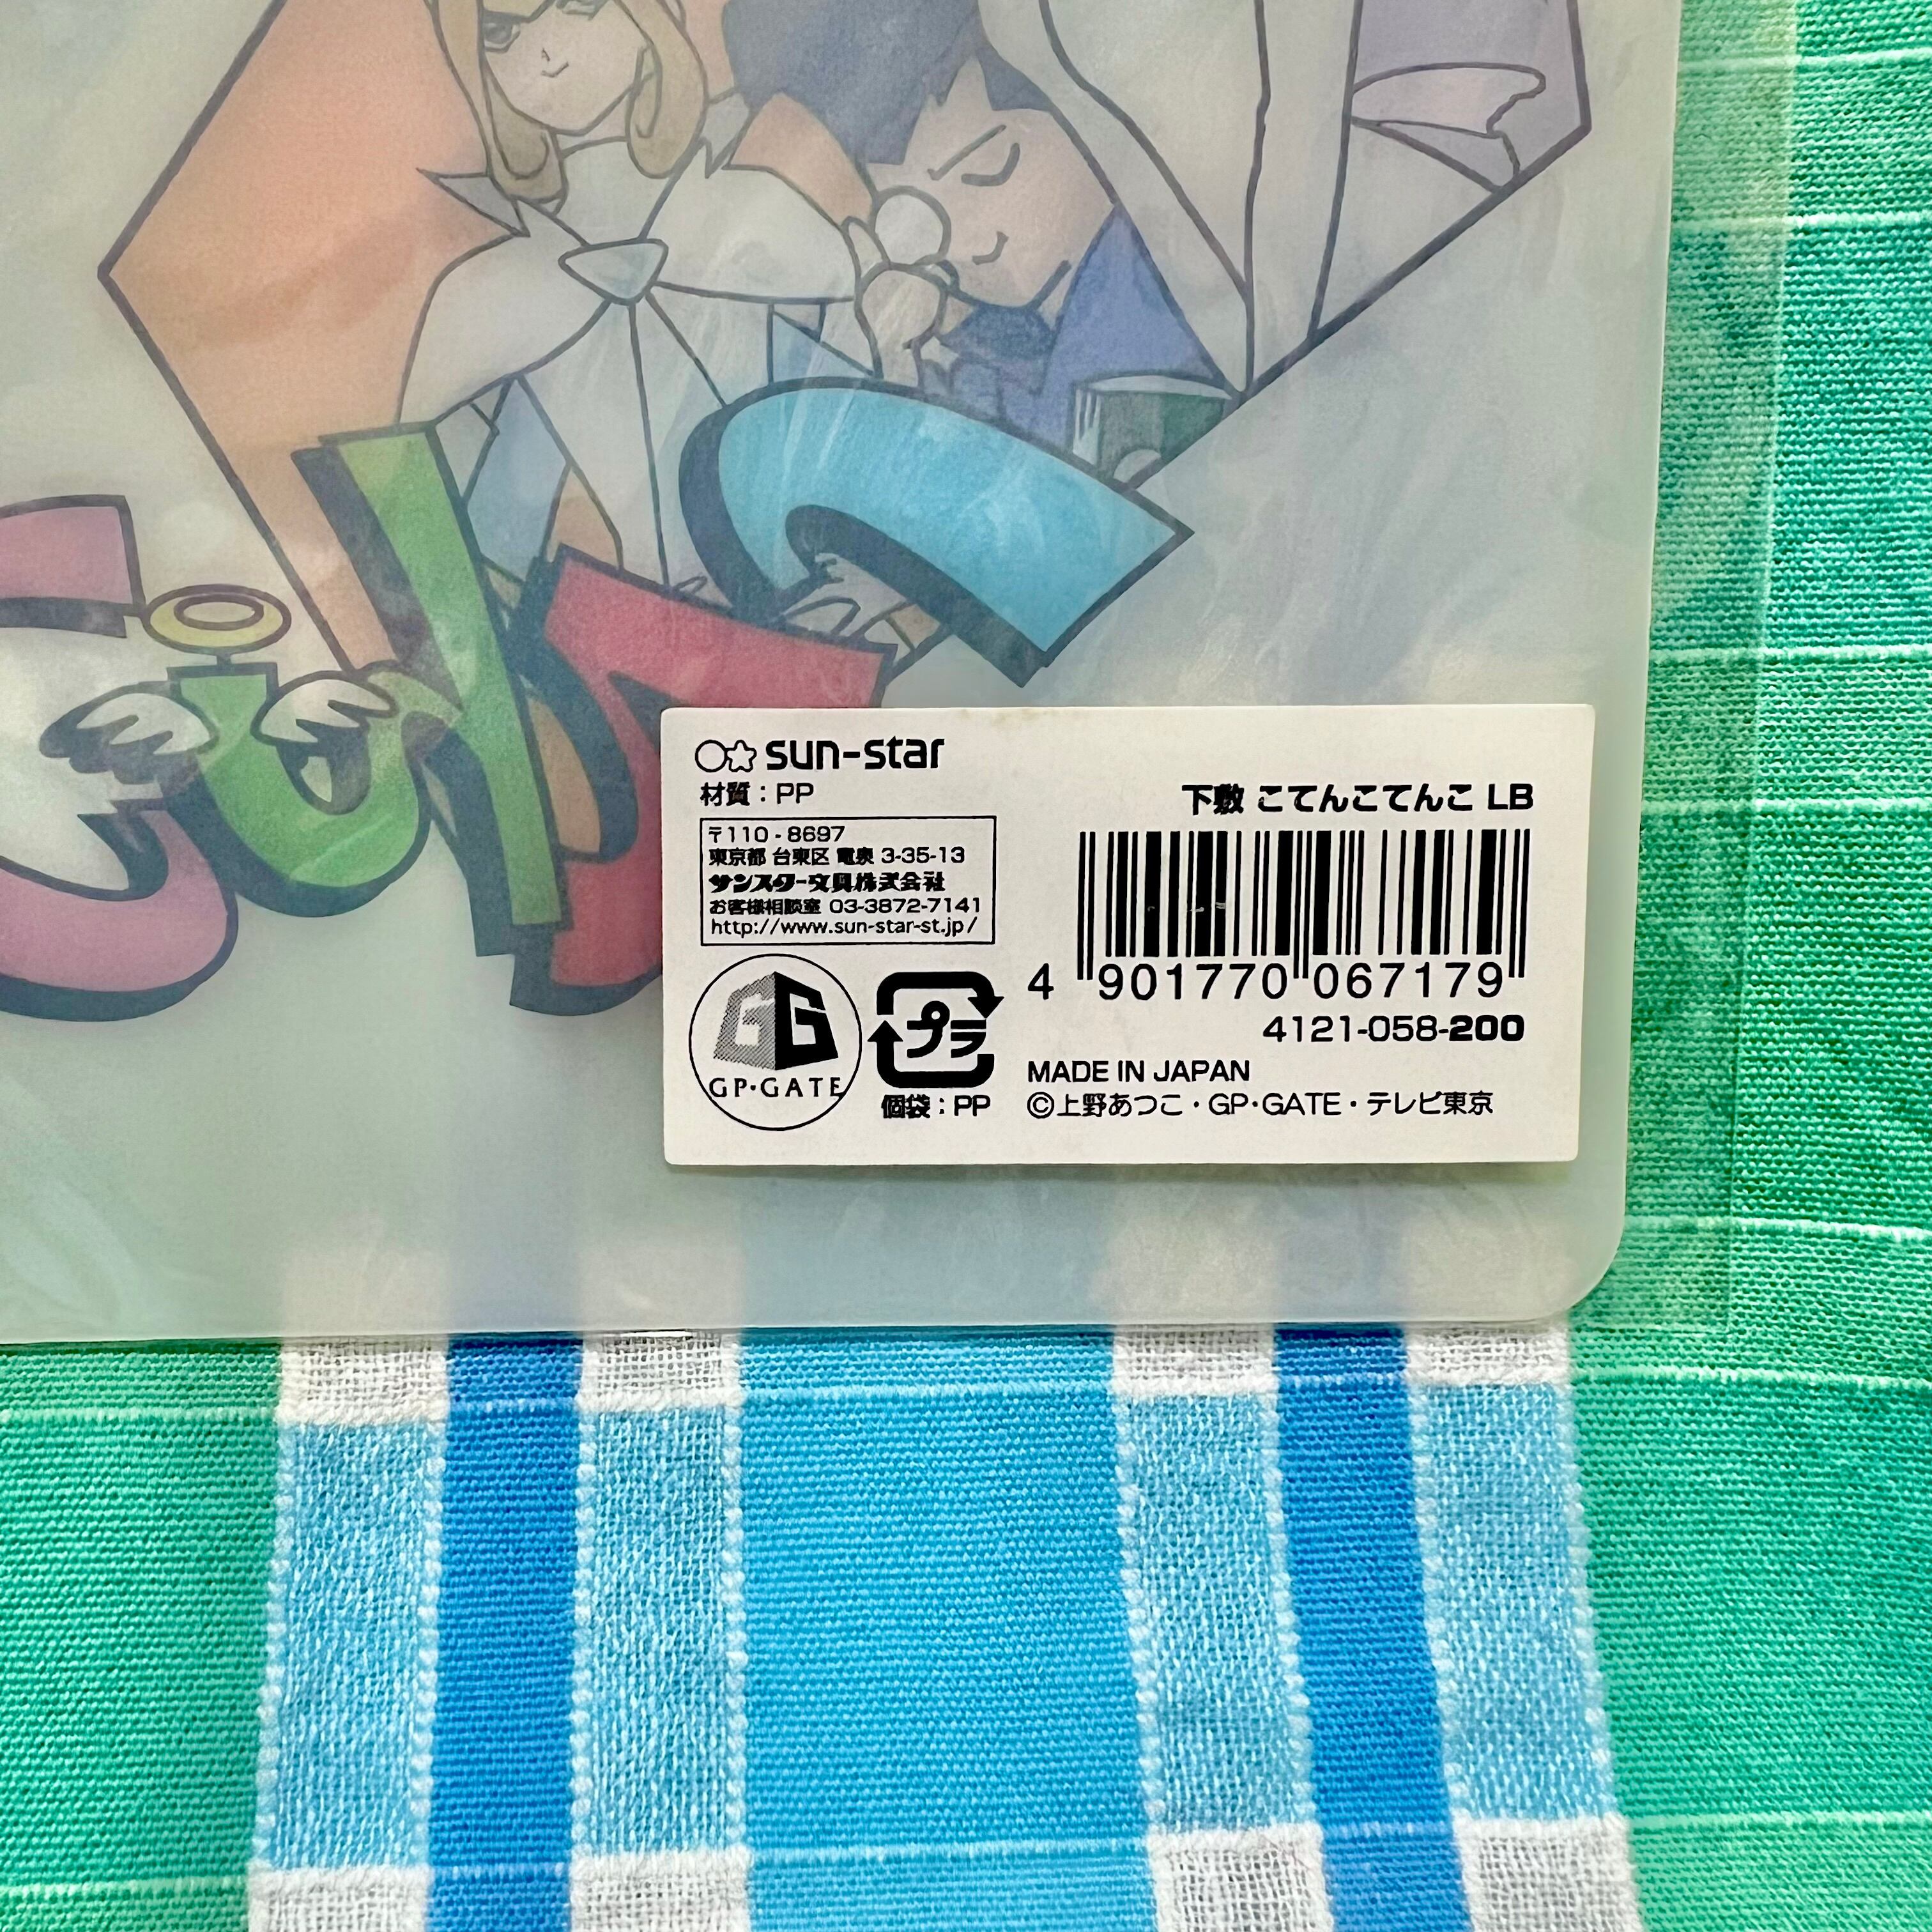 sun-star
材質：PP
〒110-8697
東京都 台東区 竜泉 3-35-13
サンスター文具株式会社
お客様相談室 03-3872-7141
http://www.sun-star-st.jp/
GP・GATE
プラ
個袋：PP
下敷 こてんこてんこ LB
4 901770 067179
4121-058-200
MADE IN JAPAN
©上野あつこ・GP・GATE・テレビ東京